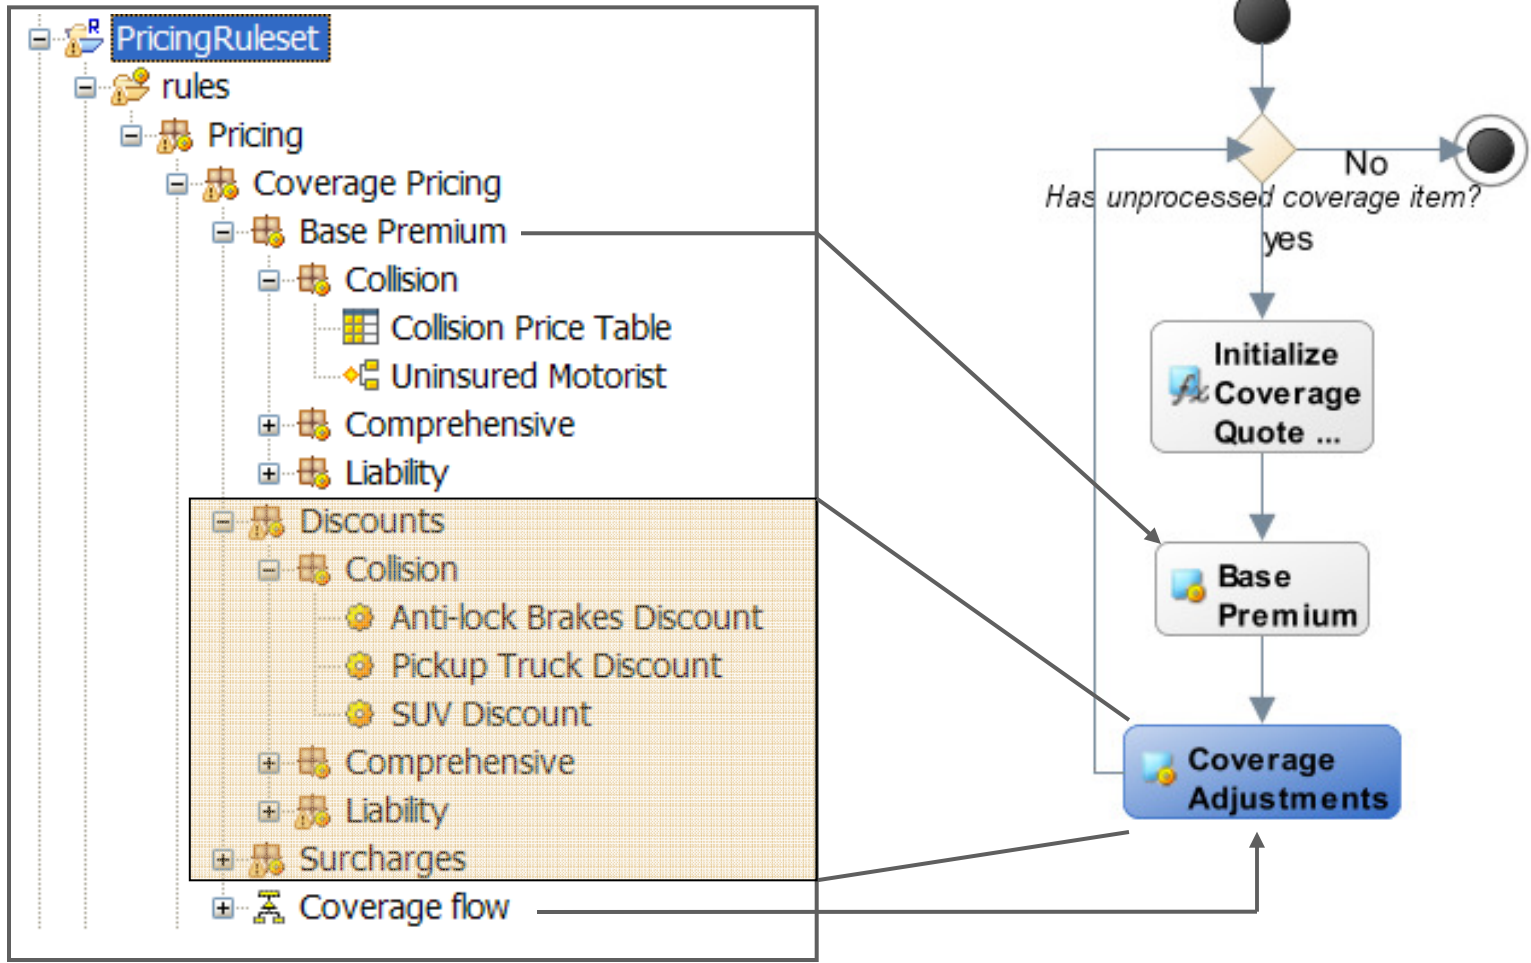 PricingRuleset
rules
Pricing
Coverage Pricing
Base Premium
Collision
Collision Price Table
Uninsured Motorist
Comprehensive
Liability
Discounts
Collision
Anti-lock Brakes Discount
Pickup Truck Discount
SUV Discount
Comprehensive
Liability
Surcharges
Coverage flow
No
Has unprocessed coverage item?
yes
Initialize
Coverage
Quote ...
Base
Premium
Coverage
Adjustments